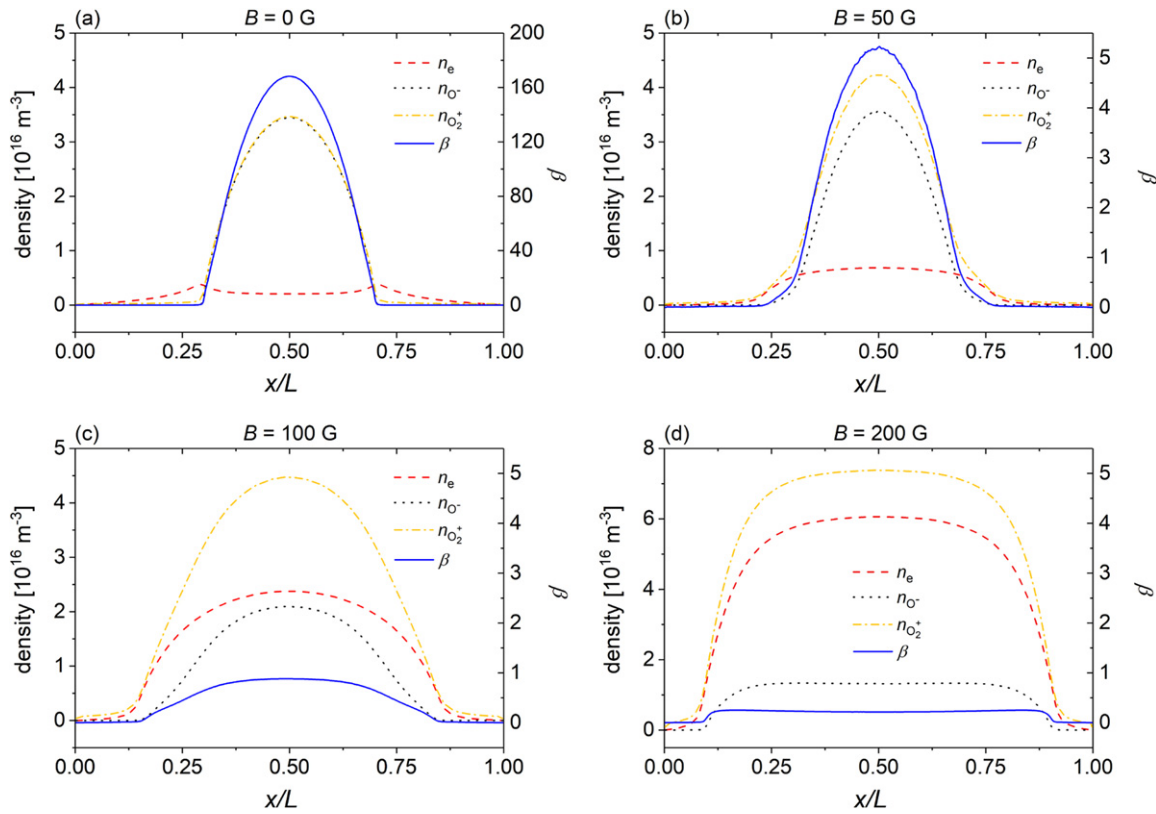 (a) B = 0 G
density [10¹⁶ m⁻³]
5
4
3
2
1
0
nₑ
n_O⁻
n_O₂⁺
β
200
160
120
80
40
0
β
0.00 0.25 0.50 0.75 1.00
x/L
(b) B = 50 G
density [10¹⁶ m⁻³]
5
4
3
2
1
0
nₑ
n_O⁻
n_O₂⁺
β
5
4
3
2
1
0
β
0.00 0.25 0.50 0.75 1.00
x/L
(c) B = 100 G
density [10¹⁶ m⁻³]
5
4
3
2
1
0
nₑ
n_O⁻
n_O₂⁺
β
5
4
3
2
1
0
β
0.00 0.25 0.50 0.75 1.00
x/L
(d) B = 200 G
density [10¹⁶ m⁻³]
8
6
4
2
0
nₑ
n_O⁻
n_O₂⁺
β
5
4
3
2
1
0
β
0.00 0.25 0.50 0.75 1.00
x/L